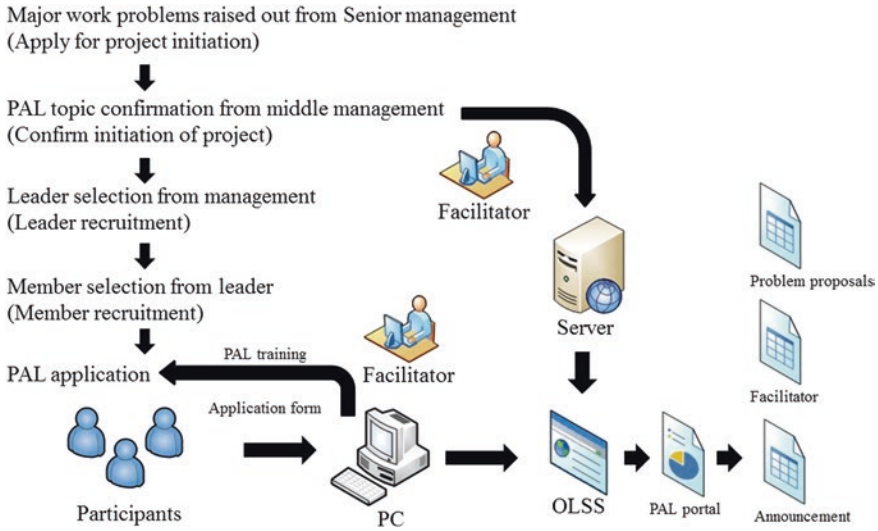 Major work problems raised out from Senior management
(Apply for project initiation)
PAL topic confirmation from middle management
(Confirm initiation of project)
Facilitator
Leader selection from management
(Leader recruitment)
Problem proposals
Member selection from leader
(Member recruitment)
Server
PAL training
PAL application
Facilitator
Facilitator
Application form
Participants
PC
OLSS
PAL portal
Announcement